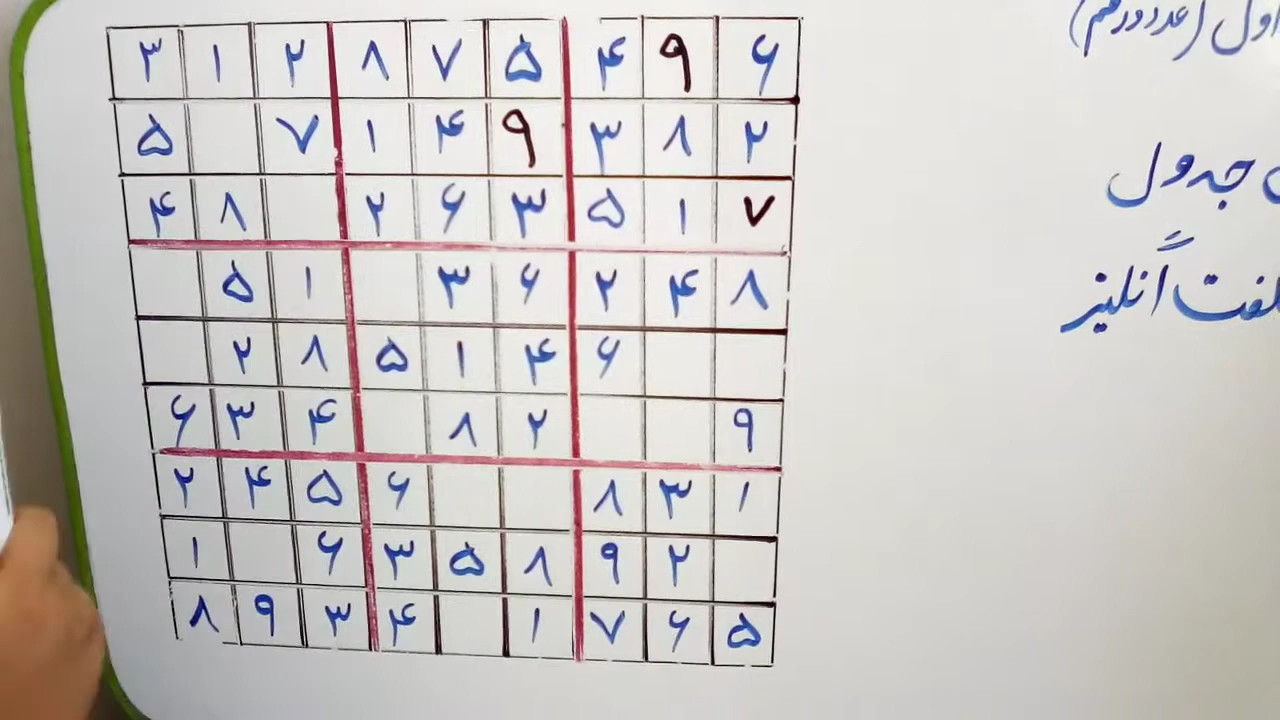 ۳ ۱ ۲ ۸ ۷ ۵ ۴ ۹ ۶
۵ ۷ ۱ ۴ ۹ ۳ ۸ ۲
۴ ۸ ۲ ۶ ۳ ۵ ۱ ۷
۵ ۱ ۳ ۶ ۲ ۴ ۸
۲ ۸ ۵ ۱ ۴ ۶
۶ ۳ ۴ ۸ ۲ ۹
۲ ۴ ۵ ۶ ۸ ۳ ۱
۱ ۶ ۳ ۵ ۸ ۹ ۲
۸ ۹ ۳ ۴ ۱ ۷ ۶ ۵
اول (عدد دورهم)
جدول